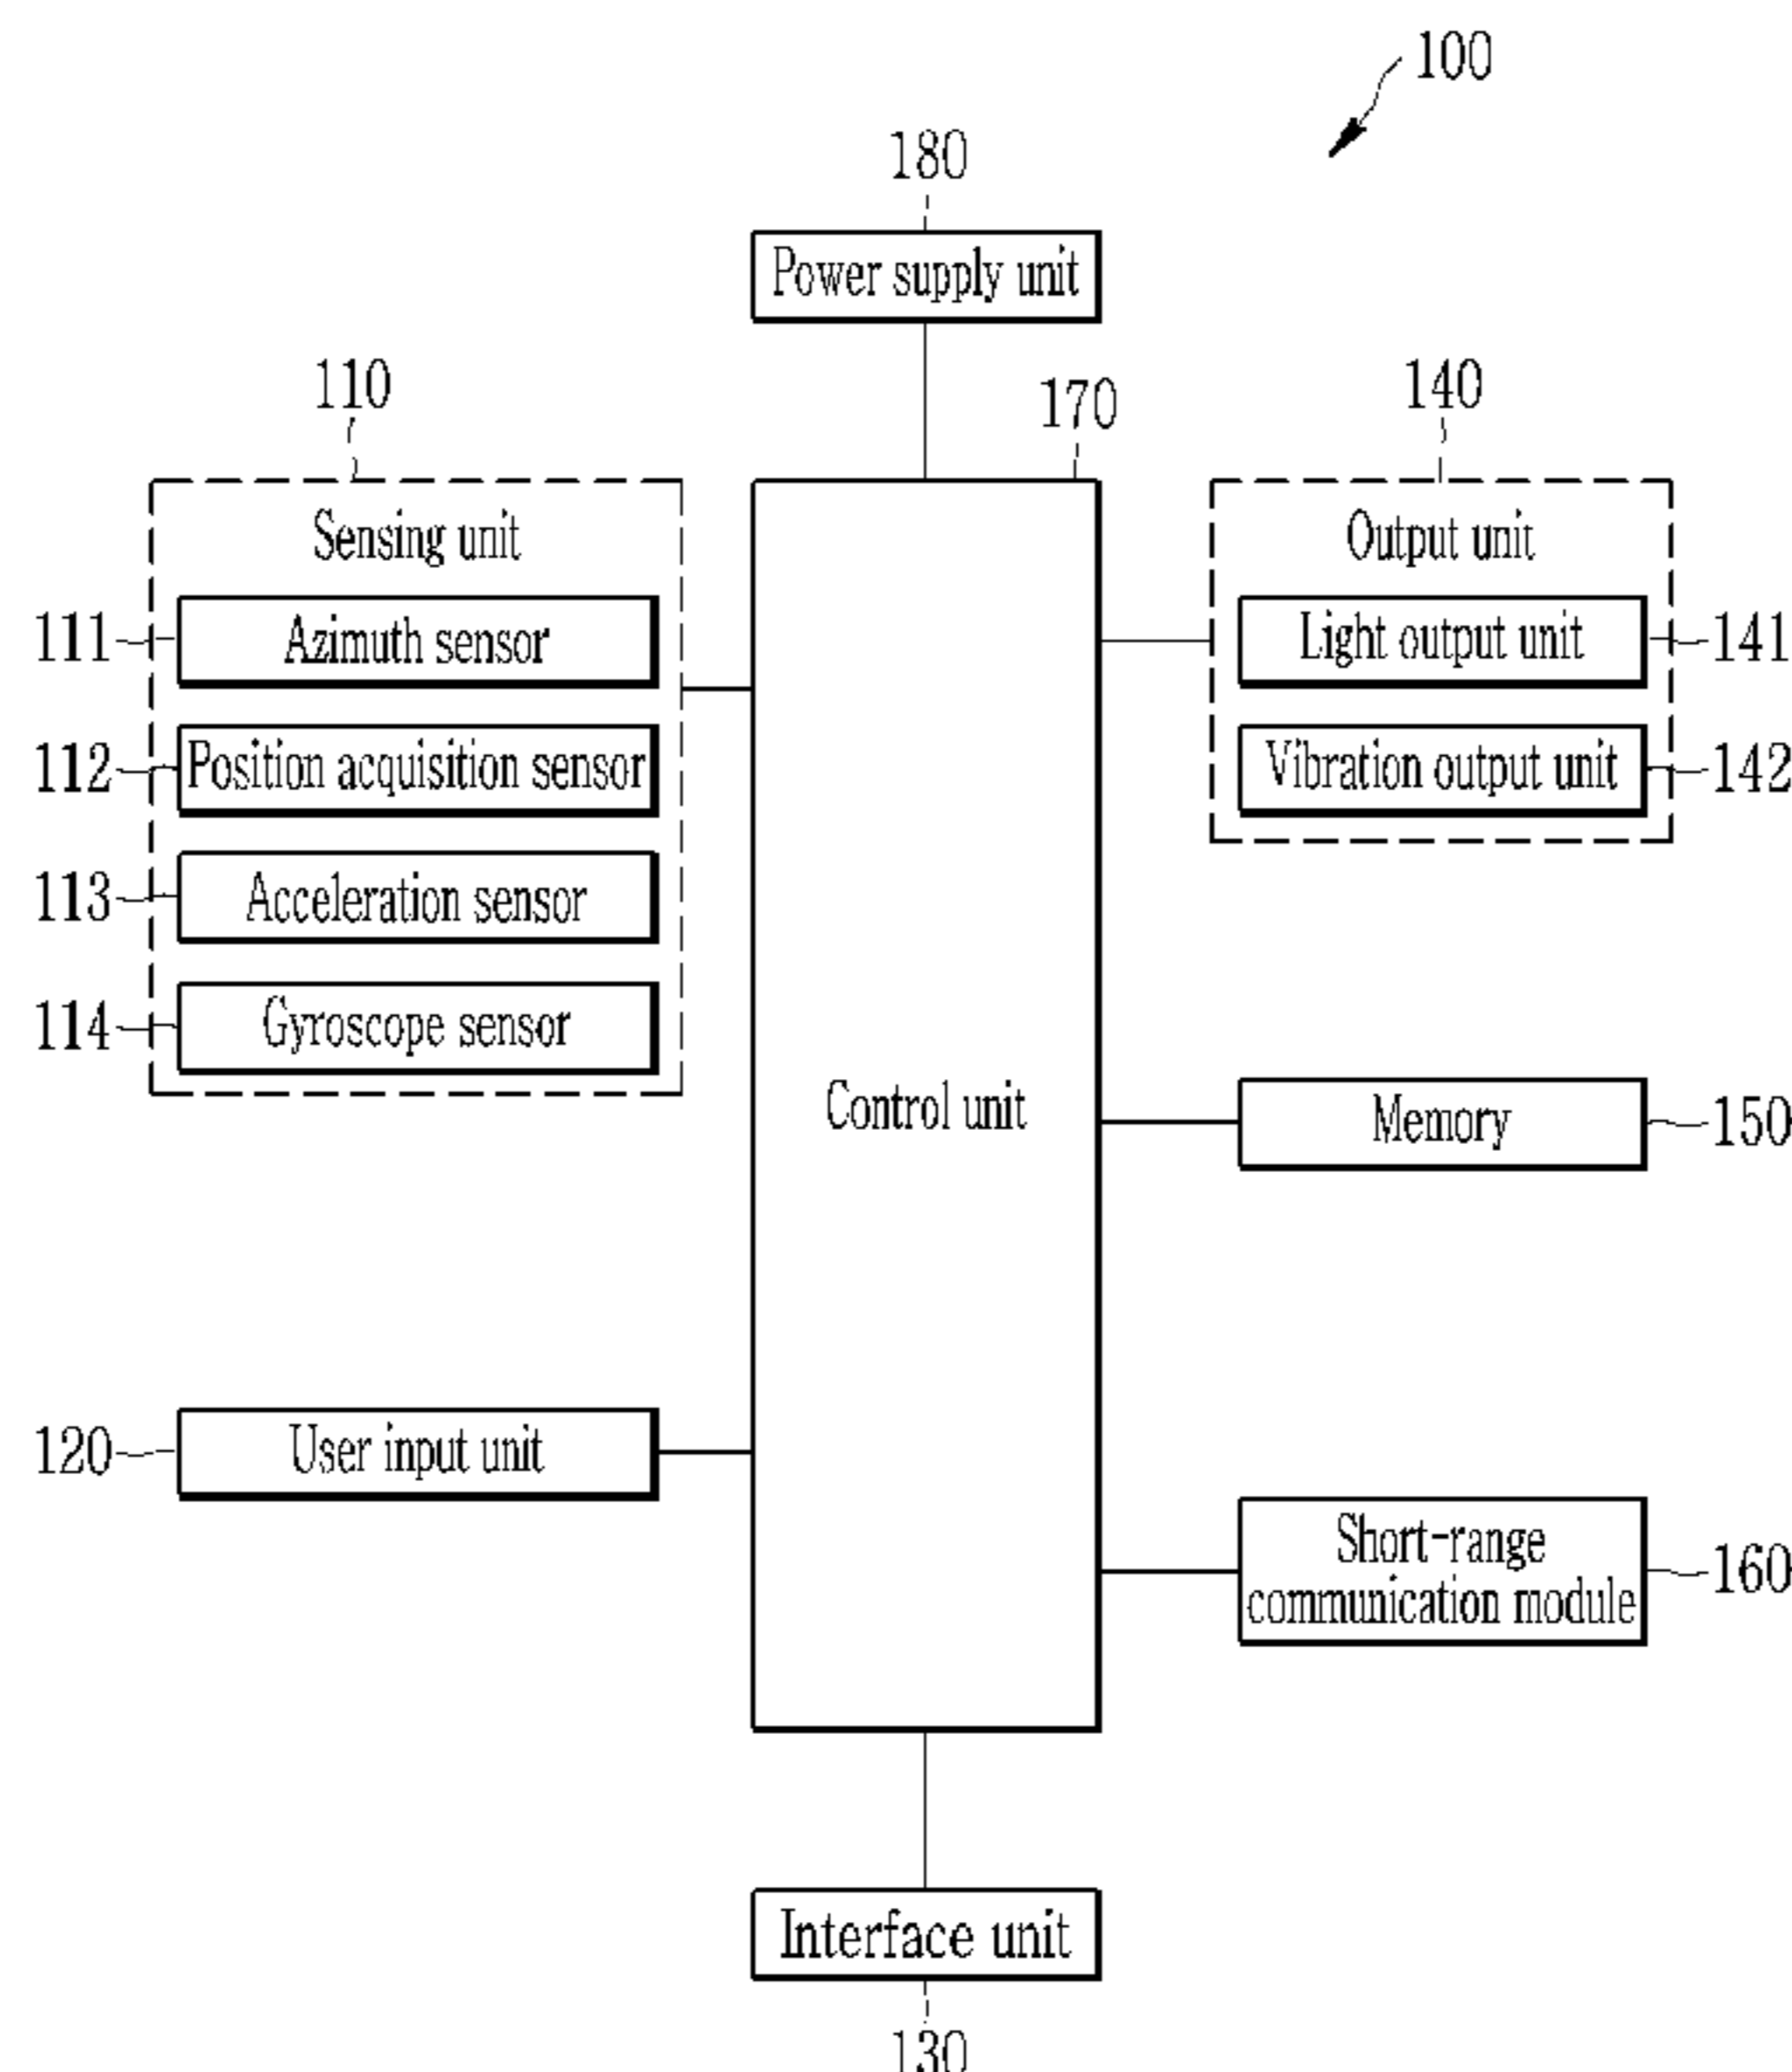 100
180
Power supply unit
110
170
140
Sensing unit
Output unit
111
Azimuth sensor
Light output unit
141
112
Position acquisition sensor
Vibration output unit
142
113
Acceleration sensor
114
Gyroscope sensor
Control unit
Memory
150
120
User input unit
Short-range
communication module
160
Interface unit
130